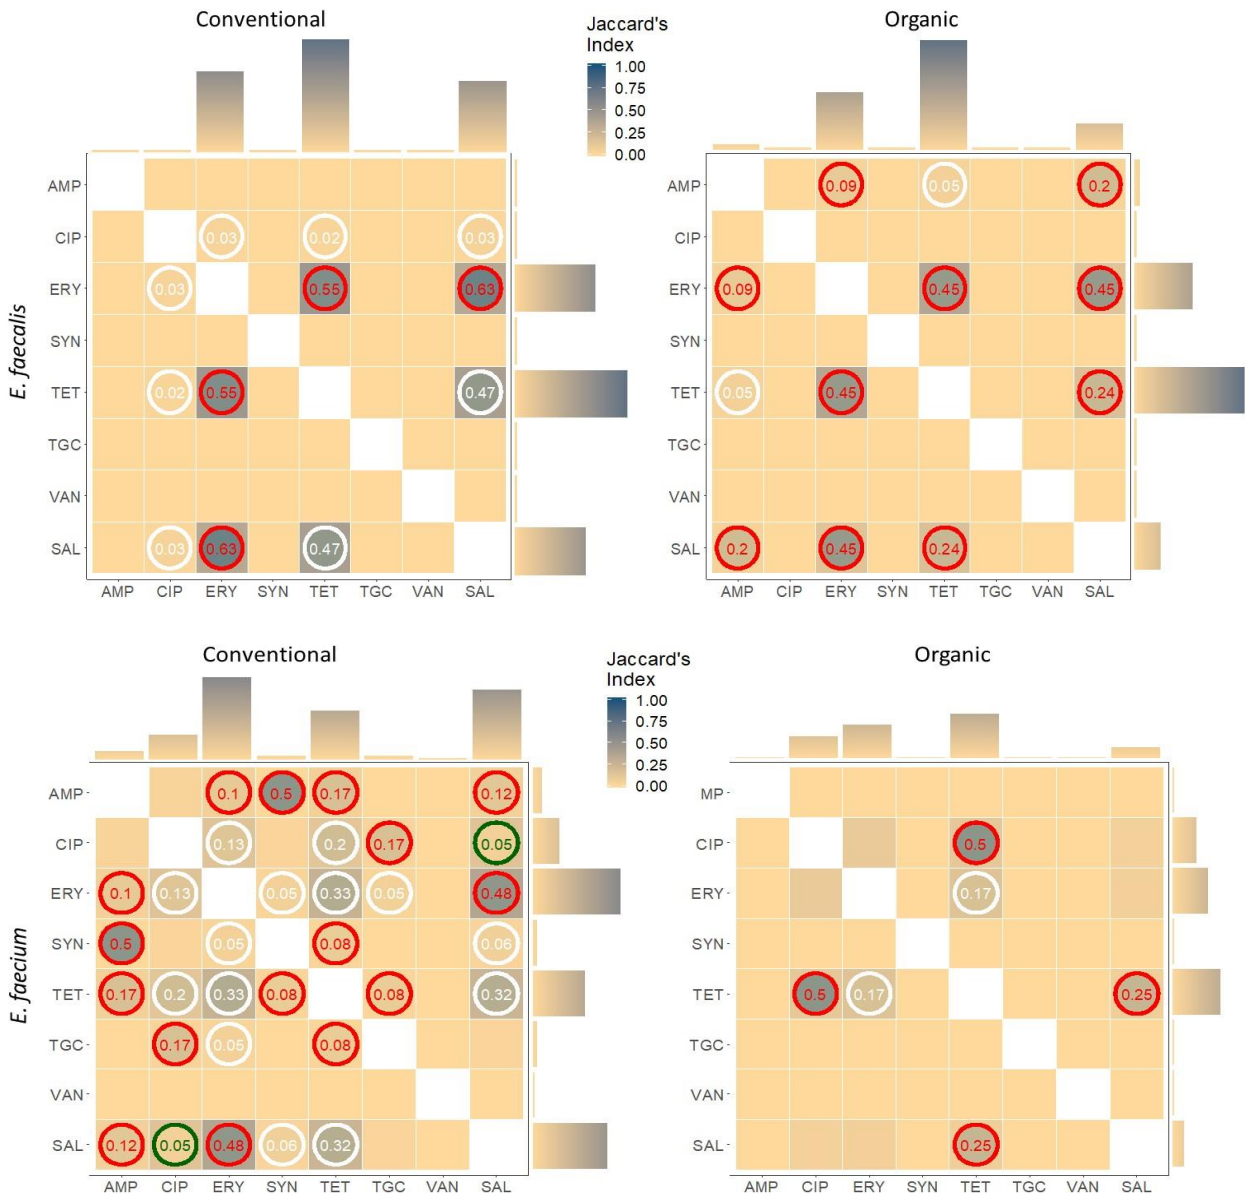 Conventional
Organic
Jaccard's
Index
1.00
0.75
0.50
0.25
0.00
E. faecalis
AMP
0.09
0.05
0.2
CIP
0.03
0.02
0.03
ERY
0.03
0.55
0.63
SYN
TET
0.02
0.55
0.47
TGC
VAN
SAL
0.03
0.63
0.47
AMP CIP ERY SYN TET TGC VAN SAL
AMP
CIP
ERY
0.09
0.45
0.45
SYN
TET
0.05
0.45
0.24
TGC
VAN
SAL
0.2
0.45
0.24
AMP CIP ERY SYN TET TGC VAN SAL
Conventional
Organic
Jaccard's
Index
1.00
0.75
0.50
0.25
0.00
E. faecium
AMP
0.1
0.5
0.17
0.12
CIP
0.13
0.2
0.17
0.05
ERY
0.1
0.13
0.05
0.33
0.05
0.48
SYN
0.5
0.05
0.08
0.06
TET
0.17
0.2
0.33
0.08
0.08
0.32
TGC
0.17
0.05
0.08
VAN
SAL
0.12
0.05
0.48
0.06
0.32
AMP CIP ERY SYN TET TGC VAN SAL
MP
CIP
0.5
ERY
0.17
SYN
TET
0.5
0.17
0.25
TGC
VAN
SAL
0.25
AMP CIP ERY SYN TET TGC VAN SAL